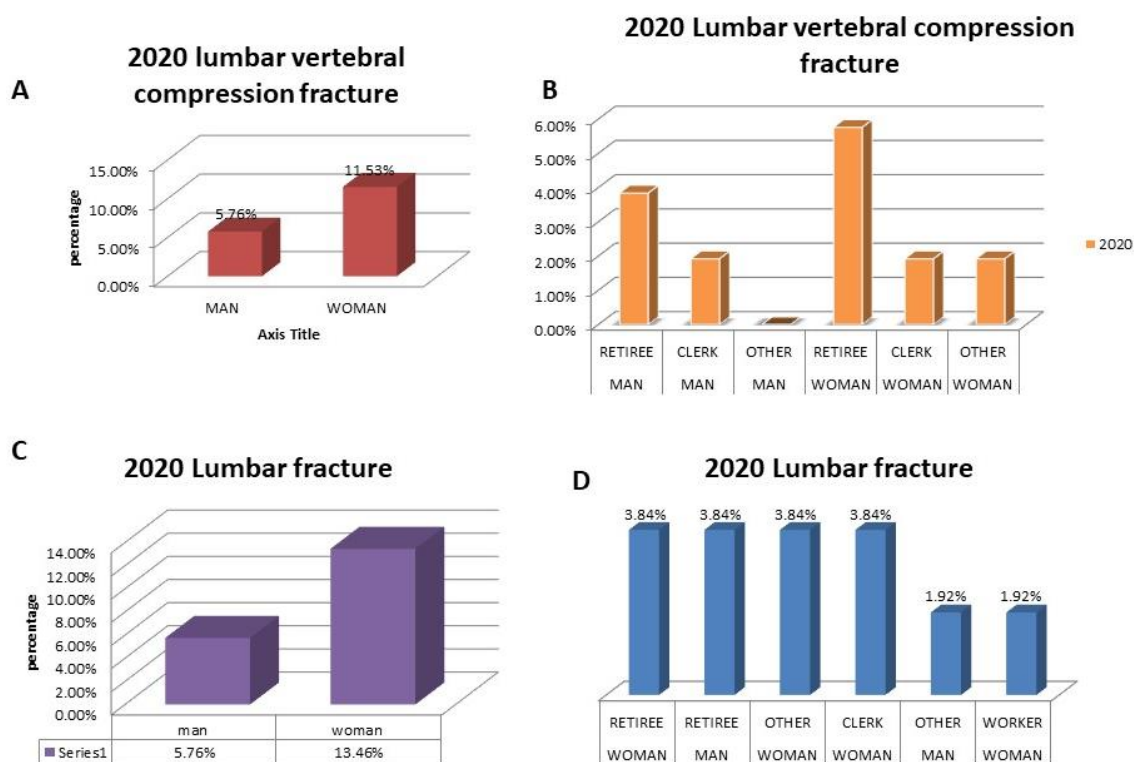 A
2020 lumbar vertebral
compression fracture
15.00%
10.00%
5.00%
0.00%
percentage
5.76%
11.53%
MAN
WOMAN
Axis Title
B
2020 Lumbar vertebral compression
fracture
6.00%
5.00%
4.00%
3.00%
2.00%
1.00%
0.00%
RETIREE CLERK OTHER RETIREE CLERK OTHER
MAN MAN MAN WOMAN WOMAN WOMAN
2020
C
2020 Lumbar fracture
14.00%
12.00%
10.00%
8.00%
6.00%
4.00%
2.00%
0.00%
percentage
man woman
Series1 5.76% 13.46%
D
2020 Lumbar fracture
3.84% 3.84% 3.84% 3.84% 1.92% 1.92%
RETIREE RETIREE OTHER CLERK OTHER WORKER
WOMAN MAN WOMAN WOMAN MAN WOMAN